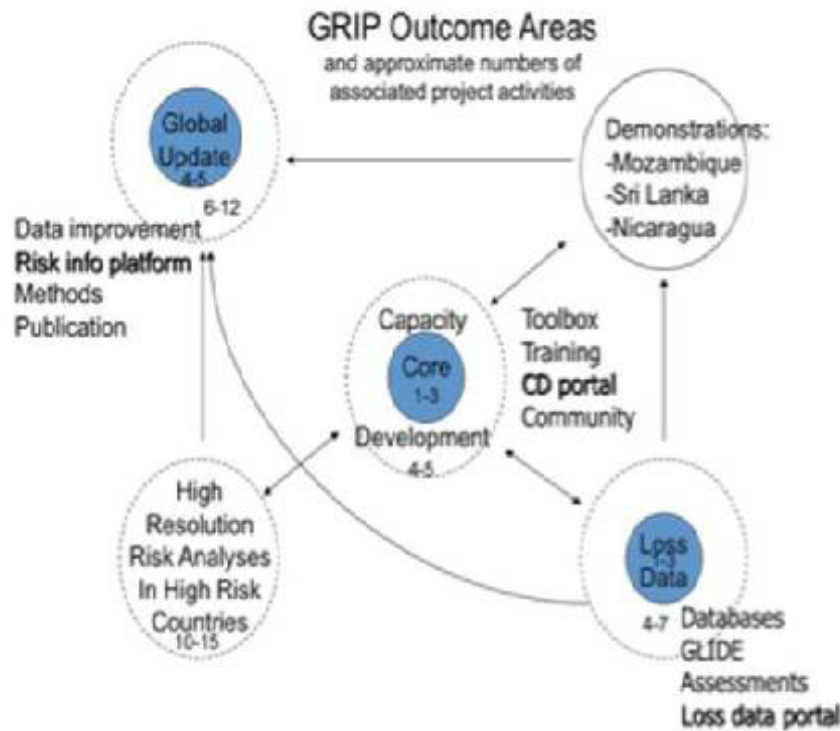 GRIP Outcome Areas
and approximate numbers of
associated project activities
Global
Update
4-5
6-12
Data improvement
Risk info platform
Methods
Publication
Demonstrations:
-Mozambique
-Sri Lanka
-Nicaragua
Capacity
Core
1-3
Development
4-5
Toolbox
Training
CD portal
Community
High
Resolution
Risk Analyses
In High Risk
Countries
10-15
Loss
1-3
Data
4-7
Databases
GLIDE
Assessments
Loss data portal